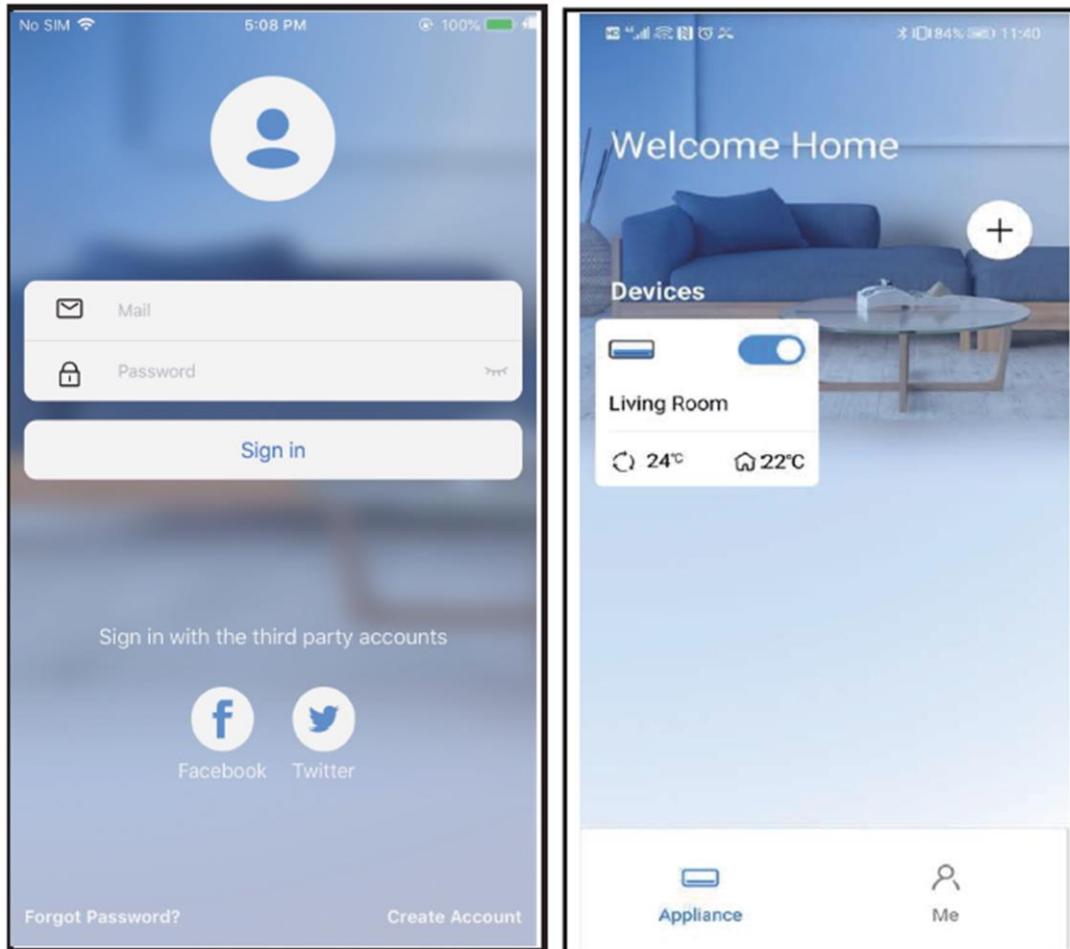 No SIM 5:08 PM 100%
Mail
Password
Sign in
Sign in with the third party accounts
Facebook Twitter
Forgot Password? Create Account
HD 84% 11:40
Welcome Home
+
Devices
Living Room
24°C 22°C
Appliance Me